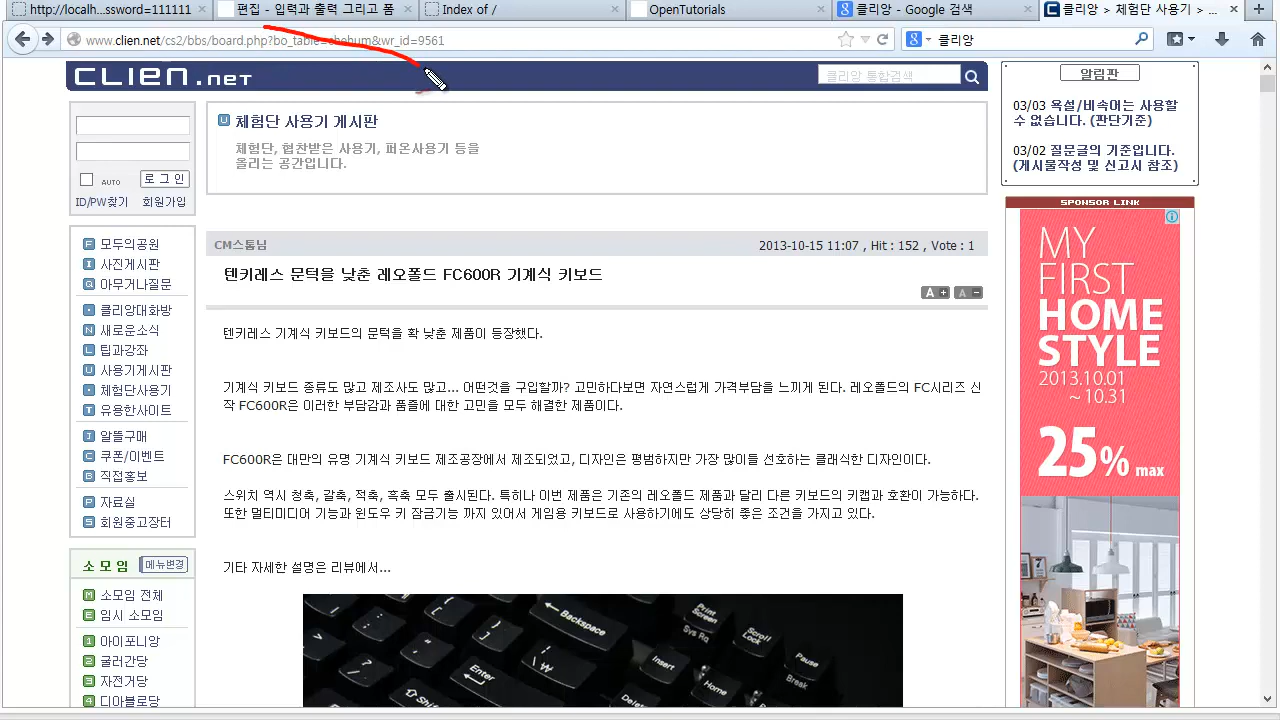 http://localh...ssword=111111
편집 - 입력과 출력 그리고 폼
Index of /
OpenTutorials
클리앙 - Google 검색
클리앙 > 체험단 사용기 > ...
www.clien.net/cs2/bbs/board.php?bo_table=chehum&wr_id=9561
클리앙
CLIEN.NET
클리앙 통합검색
알림판
03/03 욕설/비속어는 사용할
수 없습니다. (판단기준)
03/02 질문글의 기준입니다.
(게시물작성 및 신고시 참조)
AUTO
로그인
ID/PW찾기 회원가입
U 체험단 사용기 게시판
체험단, 협찬받은 사용기, 퍼온사용기 등을
올리는 공간입니다.
SPONSOR LINK
MY
FIRST
HOME
STYLE
2013.10.01
~10.31
25% max
F 모두의공원
I 사진게시판
Q 아무거나질문
클리앙대화방
N 새로운소식
L 팁과강좌
U 사용기게시판
체험단사용기
T 유용한사이트
J 알뜰구매
C 쿠폰/이벤트
B 직접홍보
P 자료실
S 회원중고장터
소모임 메뉴변경
M 소모임 전체
E 임시 소모임
1 아이포니앙
2 굴러간당
3 자전거당
4 디아블로당
CM스톰님
2013-10-15 11:07 , Hit : 152 , Vote : 1
텐키레스 문턱을 낮춘 레오폴드 FC600R 기계식 키보드
A + A -
텐키레스 기계식 키보드의 문턱을 확 낮춘 제품이 등장했다.
기계식 키보드 종류도 많고, 제조사도 많고... 어떤것을 구입할까? 고민하다보면 자연스럽게 가격부담을 느끼게 된다. 레오폴드의 FC시리즈 신
작 FC600R은 이러한 부담감과 품질에 대한 고민을 모두 해결한 제품이다.
FC600R은 대만의 유명 기계식 키보드 제조공장에서 제조되었고, 디자인은 평범하지만 가장 많이들 선호하는 클래식한 디자인이다.
스위치 역시 청축, 갈축, 적축, 흑축 모두 출시된다. 특히나 이번 제품은 기존의 레오폴드 제품과 달리 다른 키보드의 키캡과 호환이 가능하다.
또한 멀티미디어 기능과 윈도우 키 잠금기능 까지 있어서 게임용 키보드로 사용하기에도 상당히 좋은 조건을 가지고 있다.
기타 자세한 설명은 리뷰에서...
Backspace
Print
Screen
Sys Rq
Scroll
Lock
Pause
Break
Insert
Home
Enter
Shift
Delete